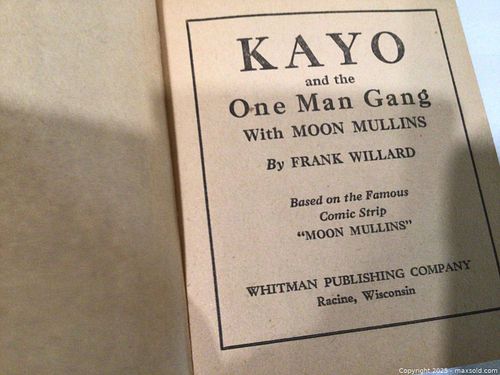 KAYO
and the
One Man Gang
With MOON MULLINS
By FRANK WILLARD
Based on the Famous
Comic Strip
"MOON MULLINS"
WHITMAN PUBLISHING COMPANY
Racine, Wisconsin
Copyright 2025 - maxsold.com